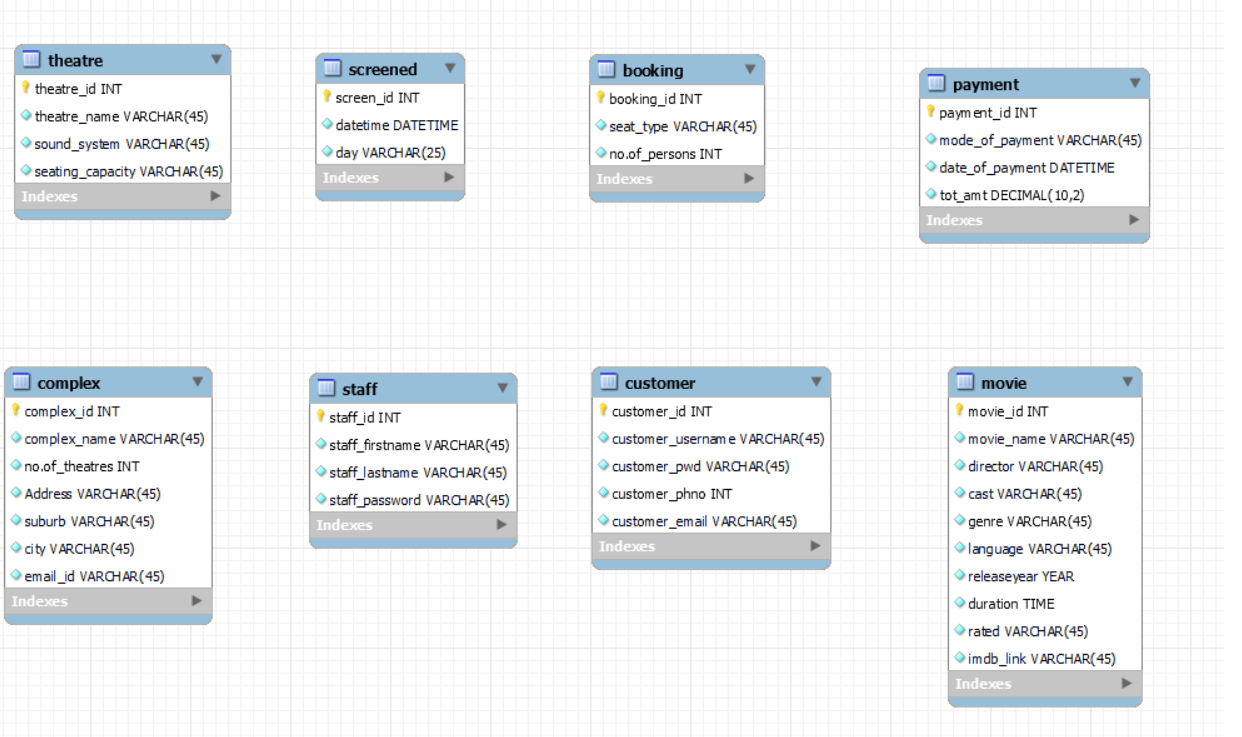 theatre
theatre_id INT
theatre_name VARCHAR(45)
sound_system VARCHAR(45)
seating_capacity VARCHAR(45)
Indexes
screened
screen_id INT
datetime DATETIME
day VARCHAR(25)
Indexes
booking
booking_id INT
seat_type VARCHAR(45)
no.of_persons INT
Indexes
payment
payment_id INT
mode_of_payment VARCHAR(45)
date_of_payment DATETIME
tot_amt DECIMAL(10,2)
Indexes
complex
complex_id INT
complex_name VARCHAR(45)
no.of_theatres INT
Address VARCHAR(45)
suburb VARCHAR(45)
city VARCHAR(45)
email_id VARCHAR(45)
Indexes
staff
staff_id INT
staff_firstname VARCHAR(45)
staff_lastname VARCHAR(45)
staff_password VARCHAR(45)
Indexes
customer
customer_id INT
customer_username VARCHAR(45)
customer_pwd VARCHAR(45)
customer_phno INT
customer_email VARCHAR(45)
Indexes
movie
movie_id INT
movie_name VARCHAR(45)
director VARCHAR(45)
cast VARCHAR(45)
genre VARCHAR(45)
language VARCHAR(45)
releaseyear YEAR
duration TIME
rated VARCHAR(45)
imdb_link VARCHAR(45)
Indexes